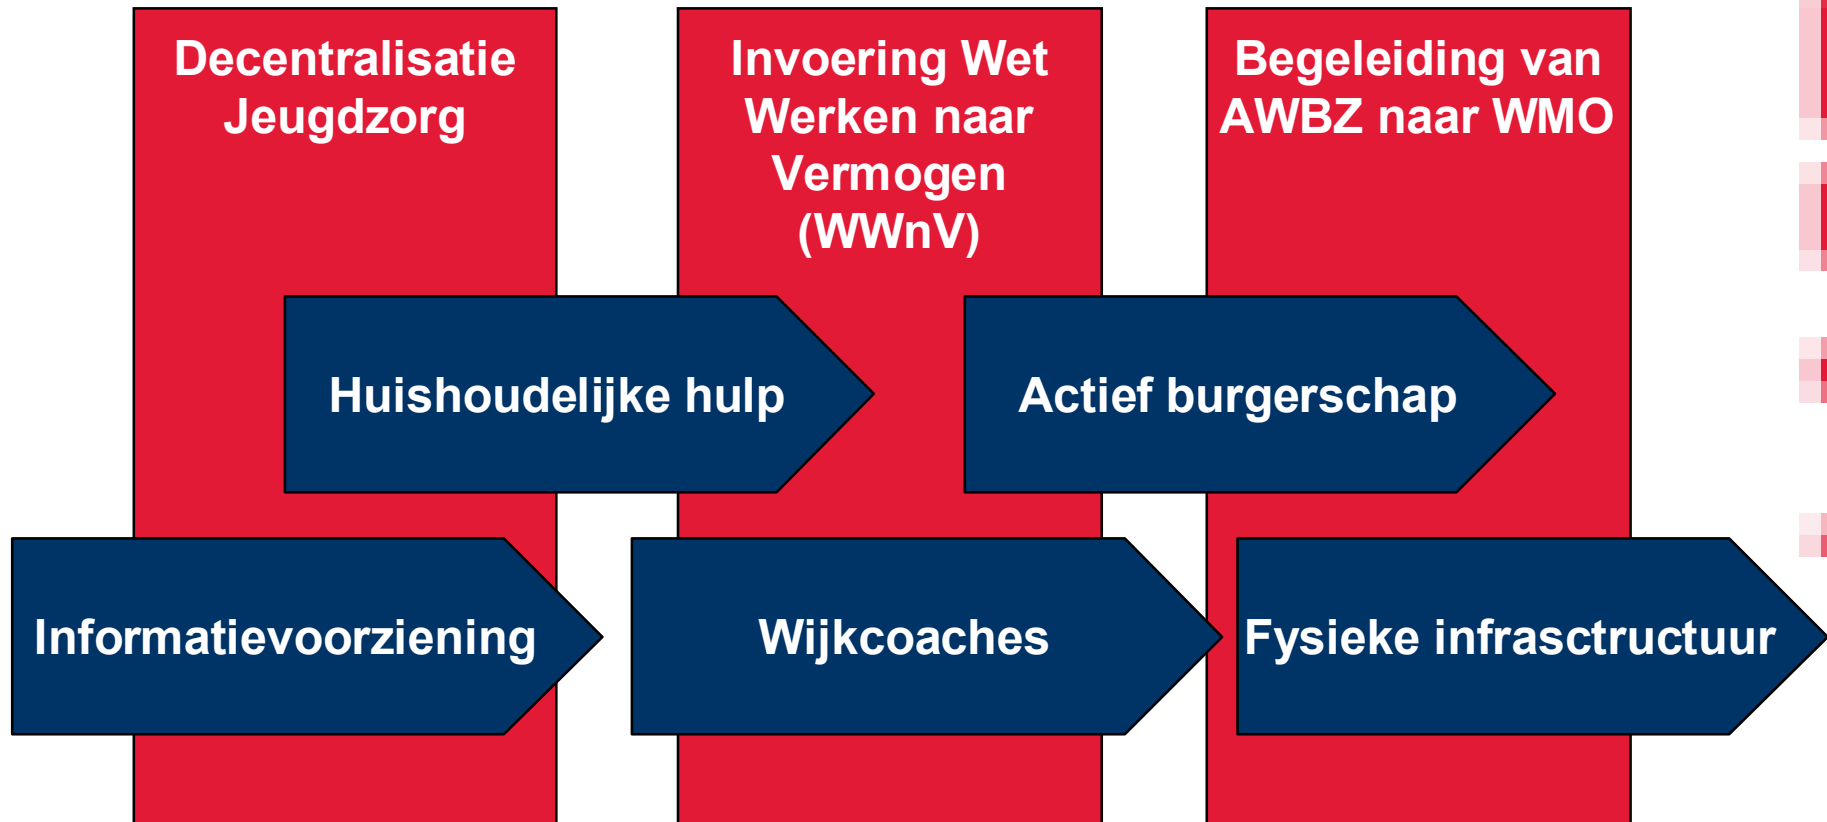 Decentralisatie
Jeugdzorg
Invoering Wet
Werken naar
Vermogen
(WWnV)
Begeleiding van
AWBZ naar WMO
Huishoudelijke hulp
Actief burgerschap
Informatievoorziening
Wijkcoaches
Fysieke infrasctructuur